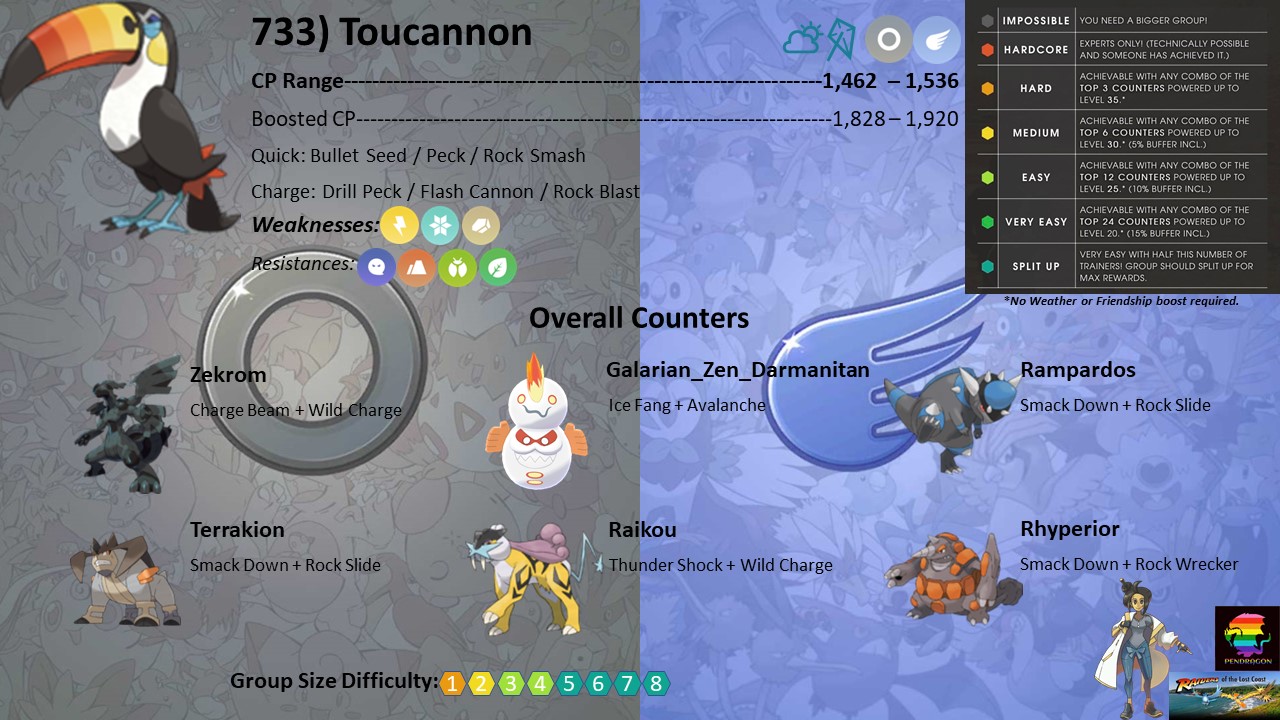 733) Toucannon
CP Range------------------------------------------------------------------------------------1,462 – 1,536
Boosted CP------------------------------------------------------------------------------------1,828 – 1,920
Quick: Bullet Seed / Peck / Rock Smash
Charge: Drill Peck / Flash Cannon / Rock Blast
Weaknesses:
Resistances:
IMPOSSIBLE YOU NEED A BIGGER GROUP!
HARDCORE EXPERTS ONLY! (TECHNICALLY POSSIBLE
AND SOMEONE HAS ACHIEVED IT.)
HARD ACHIEVABLE WITH ANY COMBO OF THE
TOP 3 COUNTERS POWERED UP TO
LEVEL 35.*
MEDIUM ACHIEVABLE WITH ANY COMBO OF THE
TOP 6 COUNTERS POWERED UP TO
LEVEL 30.* (5% BUFFER INCL.)
EASY ACHIEVABLE WITH ANY COMBO OF THE
TOP 12 COUNTERS POWERED UP TO
LEVEL 25.* (10% BUFFER INCL.)
VERY EASY ACHIEVABLE WITH ANY COMBO OF THE
TOP 24 COUNTERS POWERED UP TO
LEVEL 20.* (15% BUFFER INCL.)
SPLIT UP VERY EASY WITH HALF THIS NUMBER OF
TRAINERS! GROUP SHOULD SPLIT UP FOR
MAX REWARDS.
*No Weather or Friendship boost required.
Overall Counters
Zekrom
Charge Beam + Wild Charge
Galarian_Zen_Darmanitan
Ice Fang + Avalanche
Rampardos
Smack Down + Rock Slide
Terrakion
Smack Down + Rock Slide
Raikou
Thunder Shock + Wild Charge
Rhyperior
Smack Down + Rock Wrecker
Group Size Difficulty: 1 2 3 4 5 6 7 8
PENDRAGON
RAIDERS of the Lost Coast